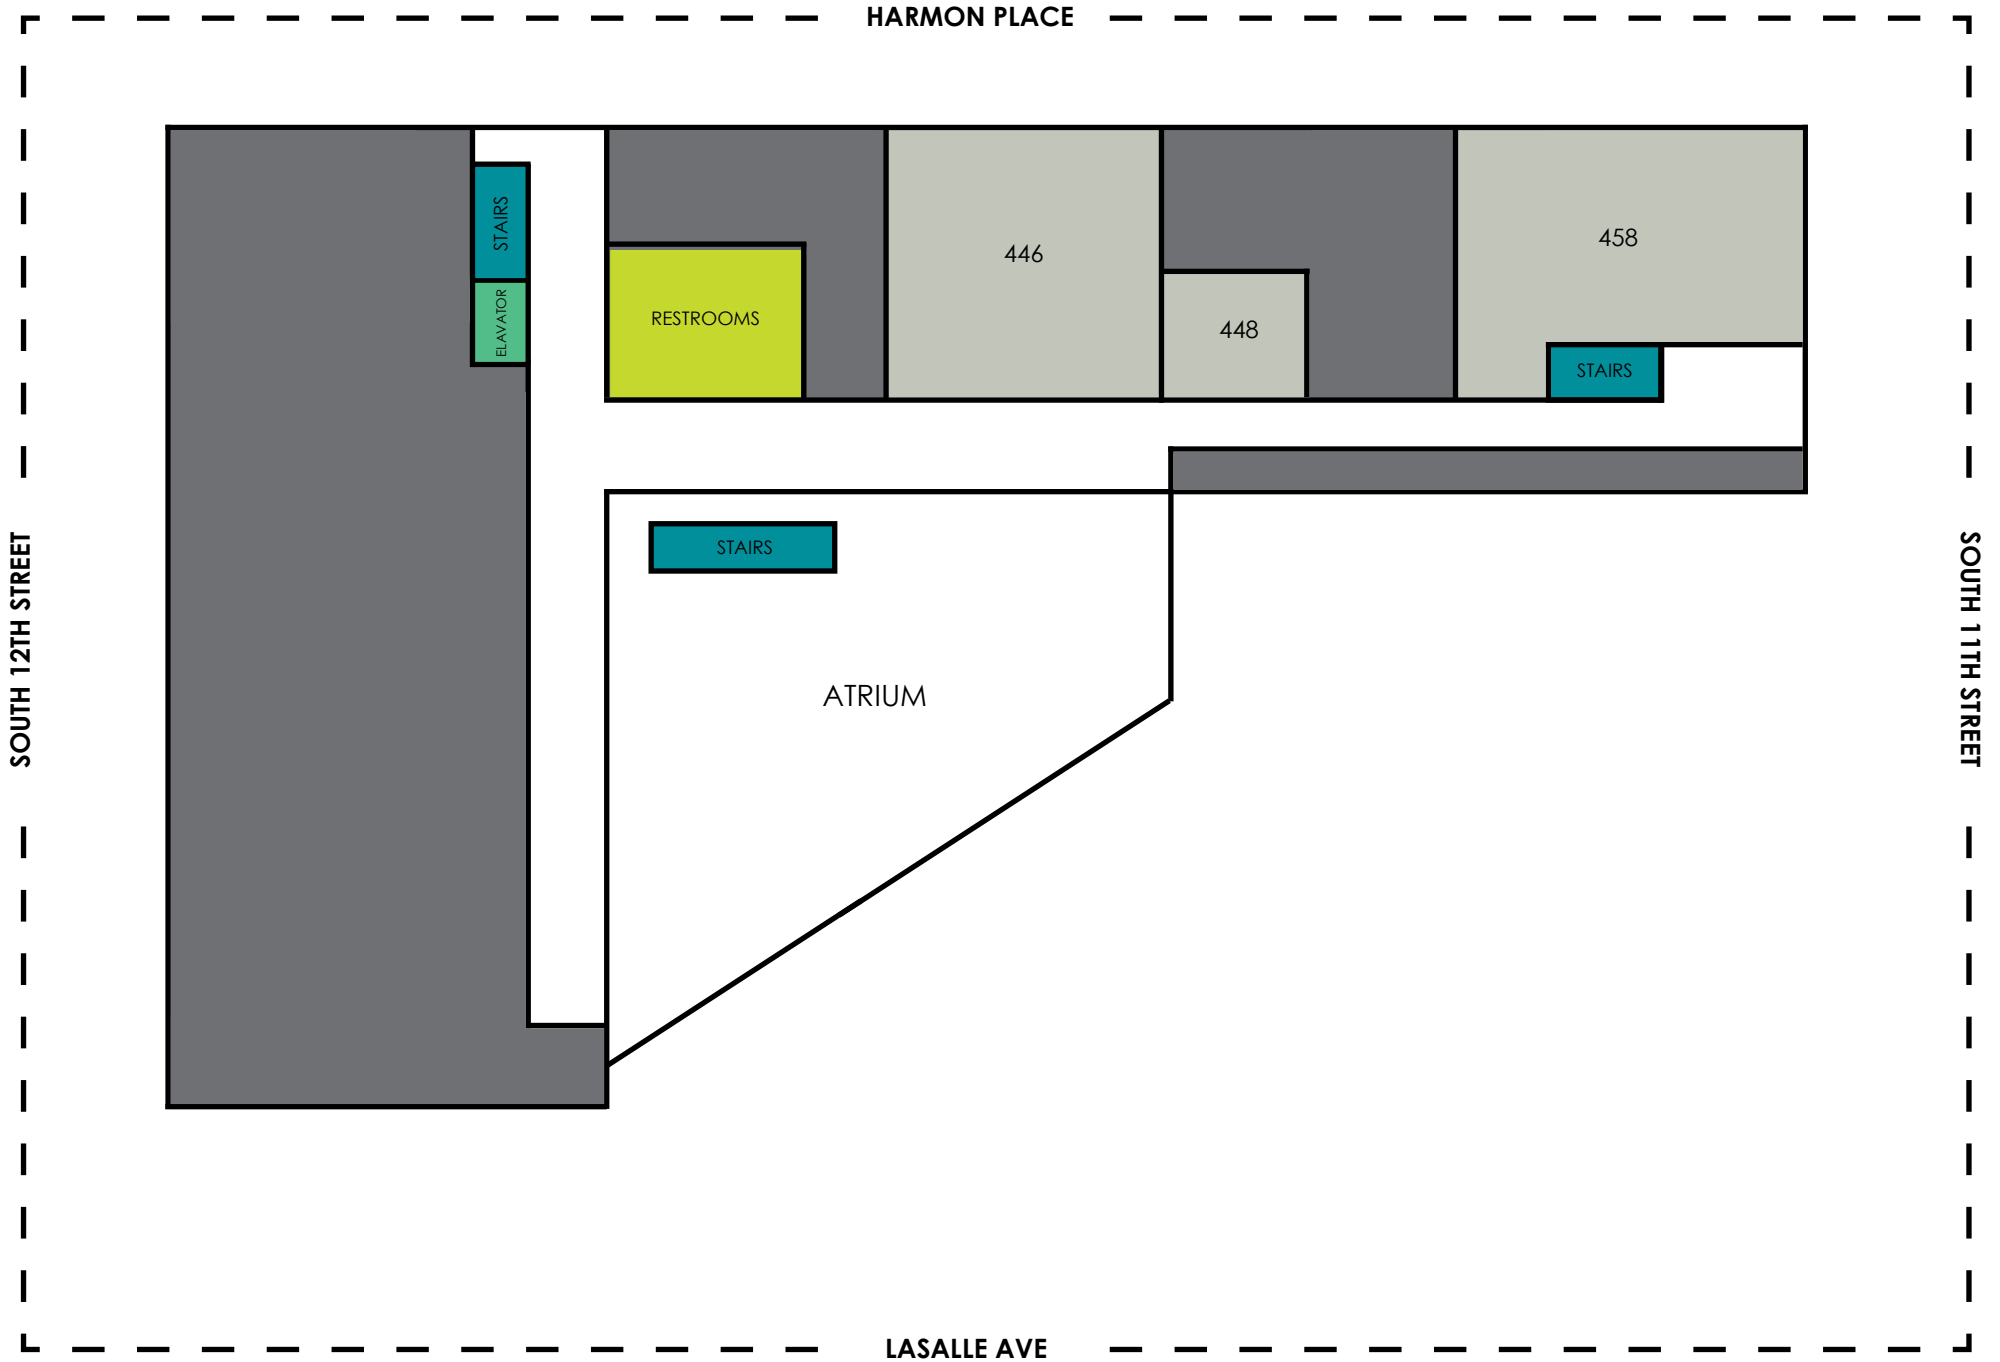 HARMON PLACE
STAIRS
446
458
ELAVATOR
RESTROOMS
448
STAIRS
SOUTH 12TH STREET
STAIRS
SOUTH 11TH STREET
ATRIUM
LASALLE AVE